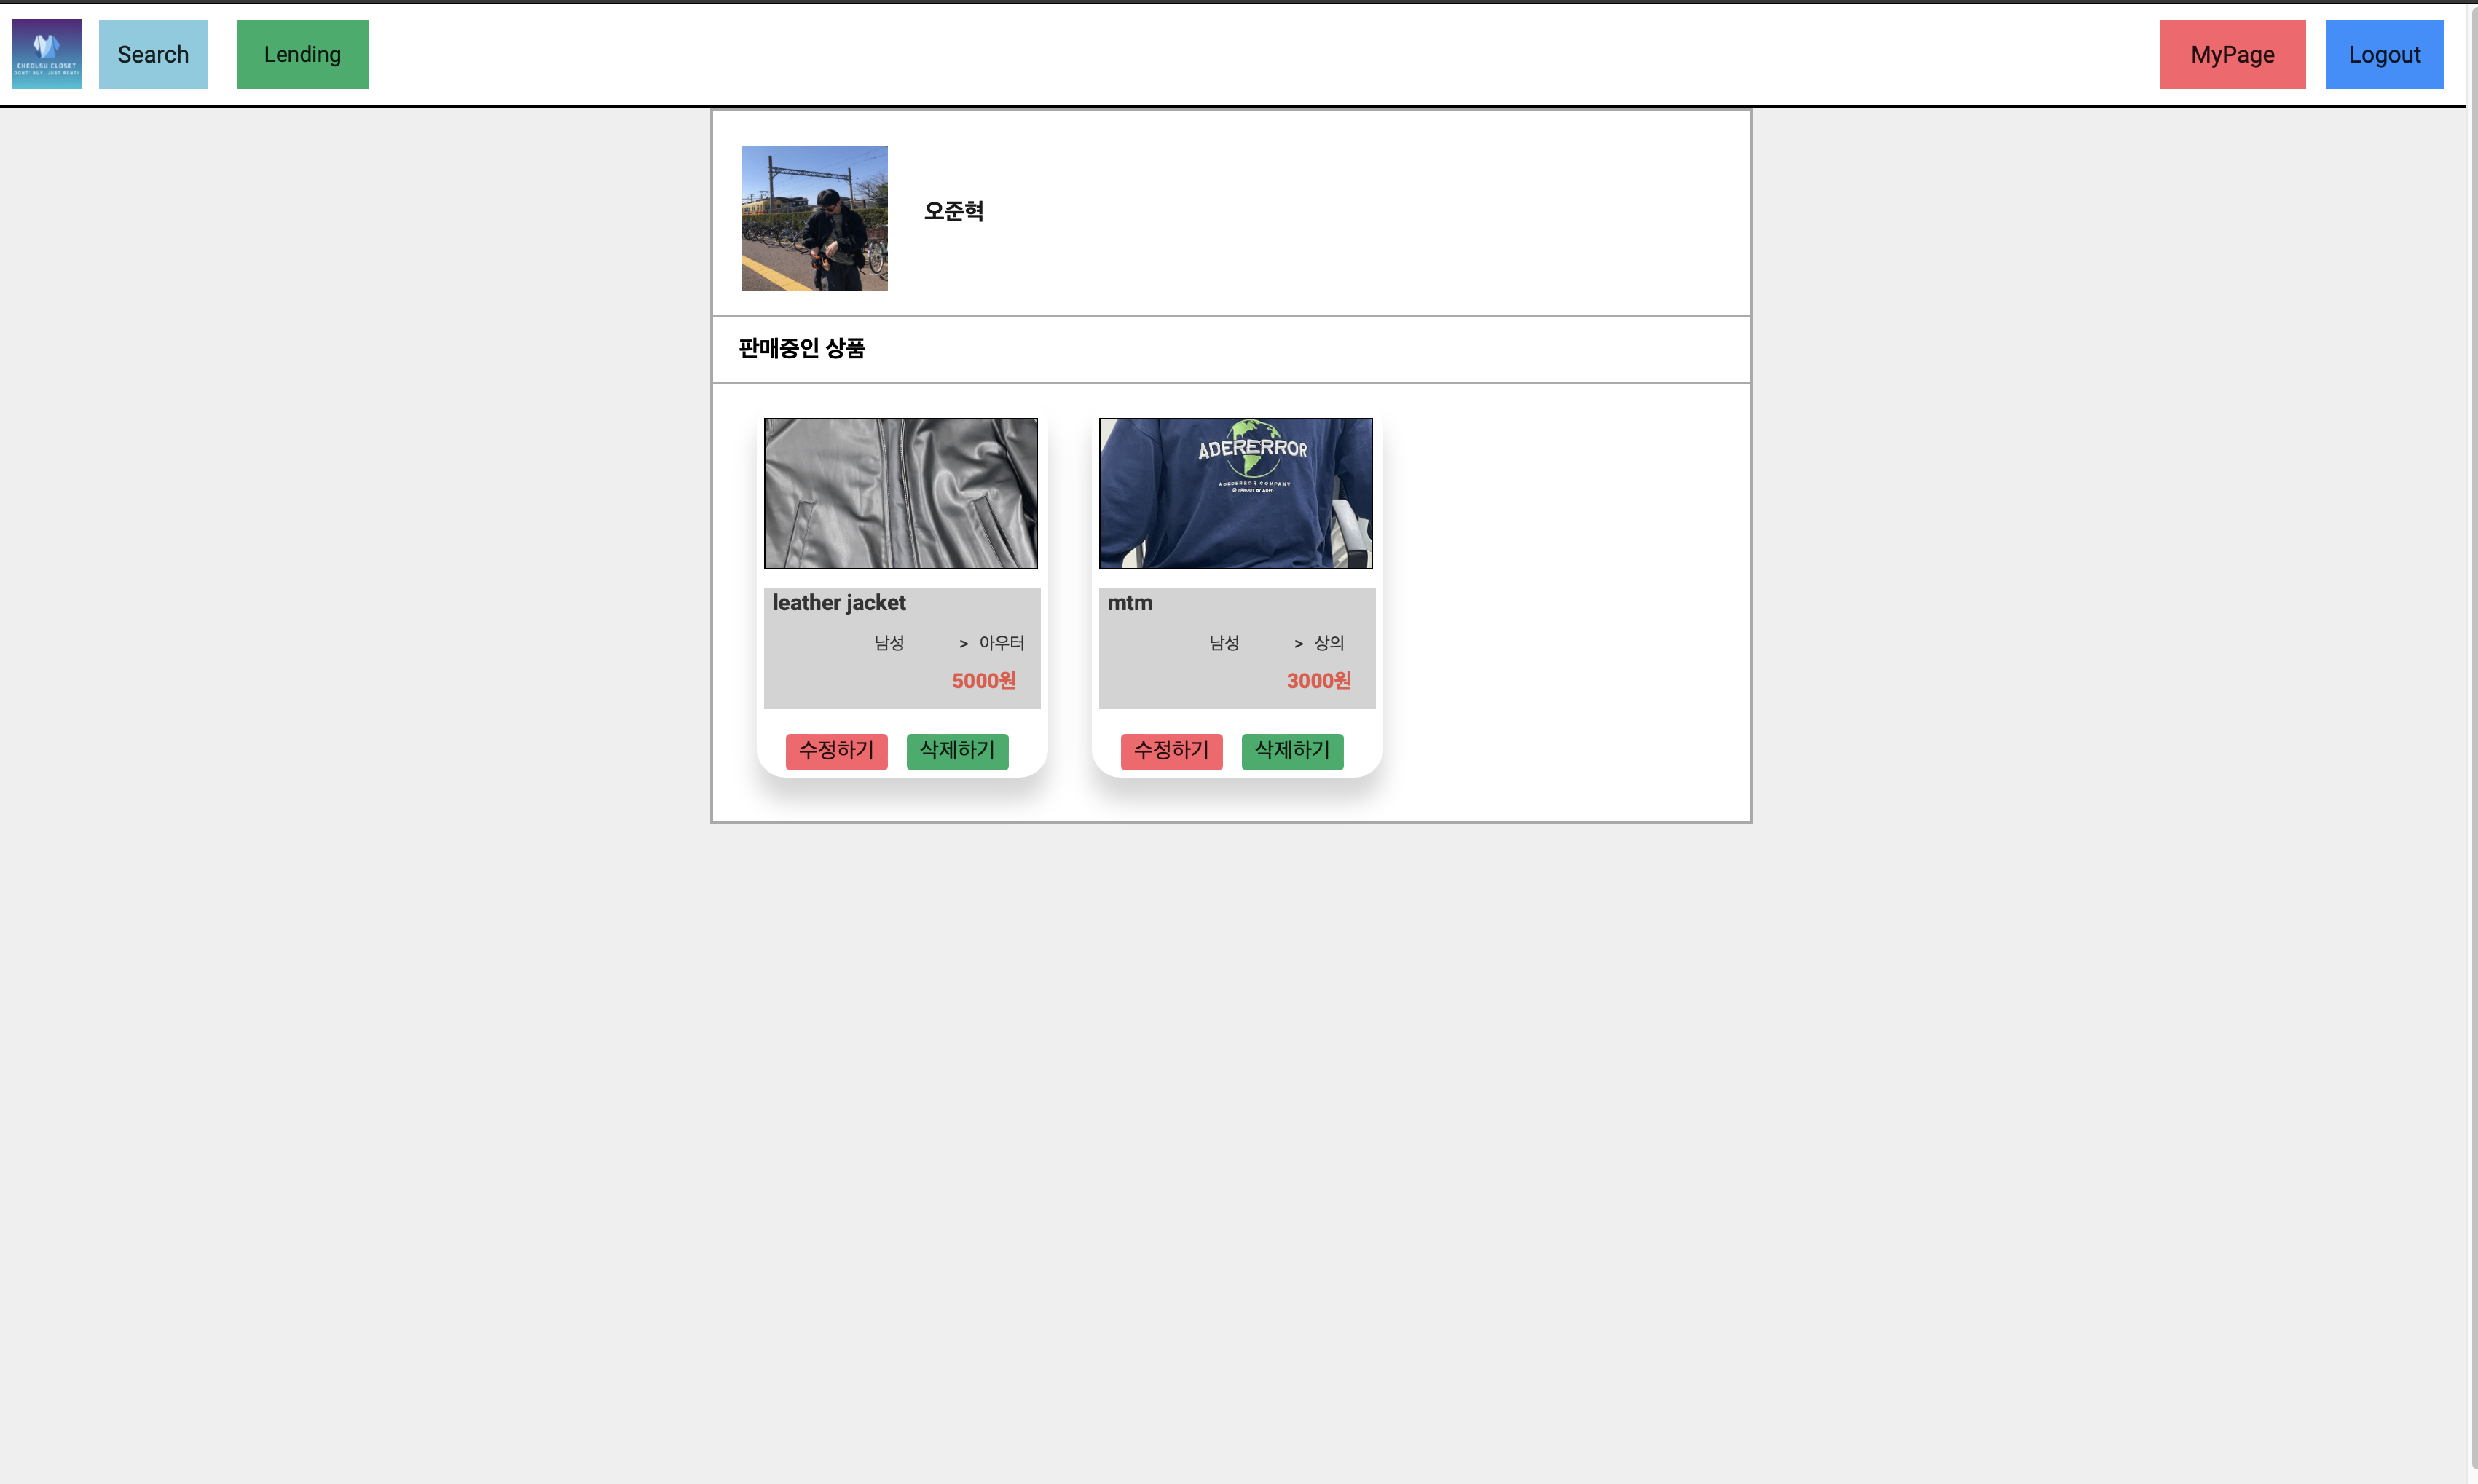 CHEOLSU CLOSET
DONT' BUY, JUST RENT!
Search
Lending
MyPage
Logout
오준혁
판매중인 상품
ADERERROR
leather jacket
남성 > 아우터
5000원
수정하기 삭제하기
mtm
남성 > 상의
3000원
수정하기 삭제하기